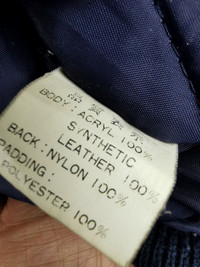 BODY : ACRYL 100%
SYNTHETIC
LEATHER 100%
BACK : NYLON 100%
PADDING :
POLYESTER 100%